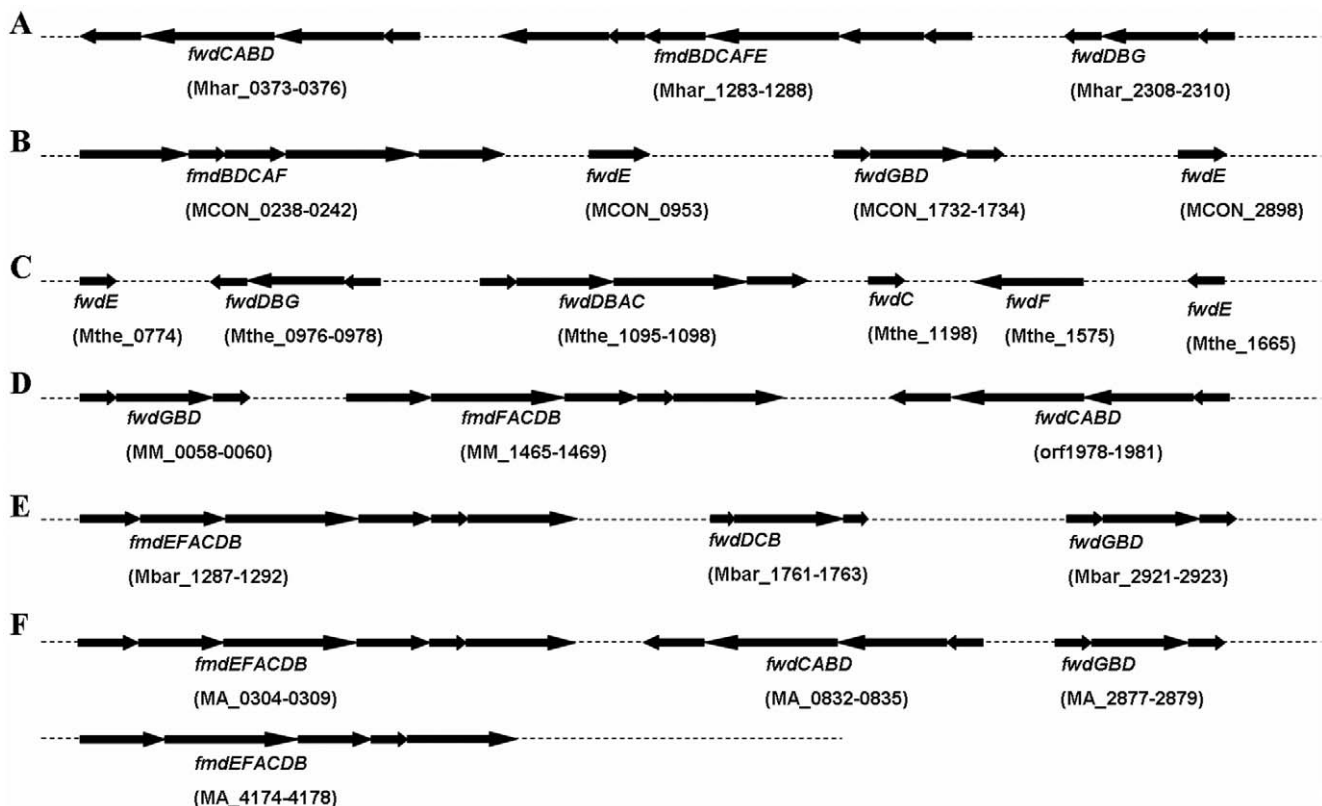 A
fwdCABD fmdBDCAFE fwdDBG
(Mhar_0373-0376) (Mhar_1283-1288) (Mhar_2308-2310)
B
fmdBDCAF fwdE fwdGBD fwdE
(MCON_0238-0242) (MCON_0953) (MCON_1732-1734) (MCON_2898)
C
fwdE fwdDBG fwdDBAC fwdC fwdF fwdE
(Mthe_0774) (Mthe_0976-0978) (Mthe_1095-1098) (Mthe_1198) (Mthe_1575) (Mthe_1665)
D
fwdGBD fmdFACDB fwdCABD
(MM_0058-0060) (MM_1465-1469) (orf1978-1981)
E
fmdEFACDB fwdDCB fwdGBD
(Mbar_1287-1292) (Mbar_1761-1763) (Mbar_2921-2923)
F
fmdEFACDB fwdCABD fwdGBD
(MA_0304-0309) (MA_0832-0835) (MA_2877-2879)
fmdEFACDB
(MA_4174-4178)